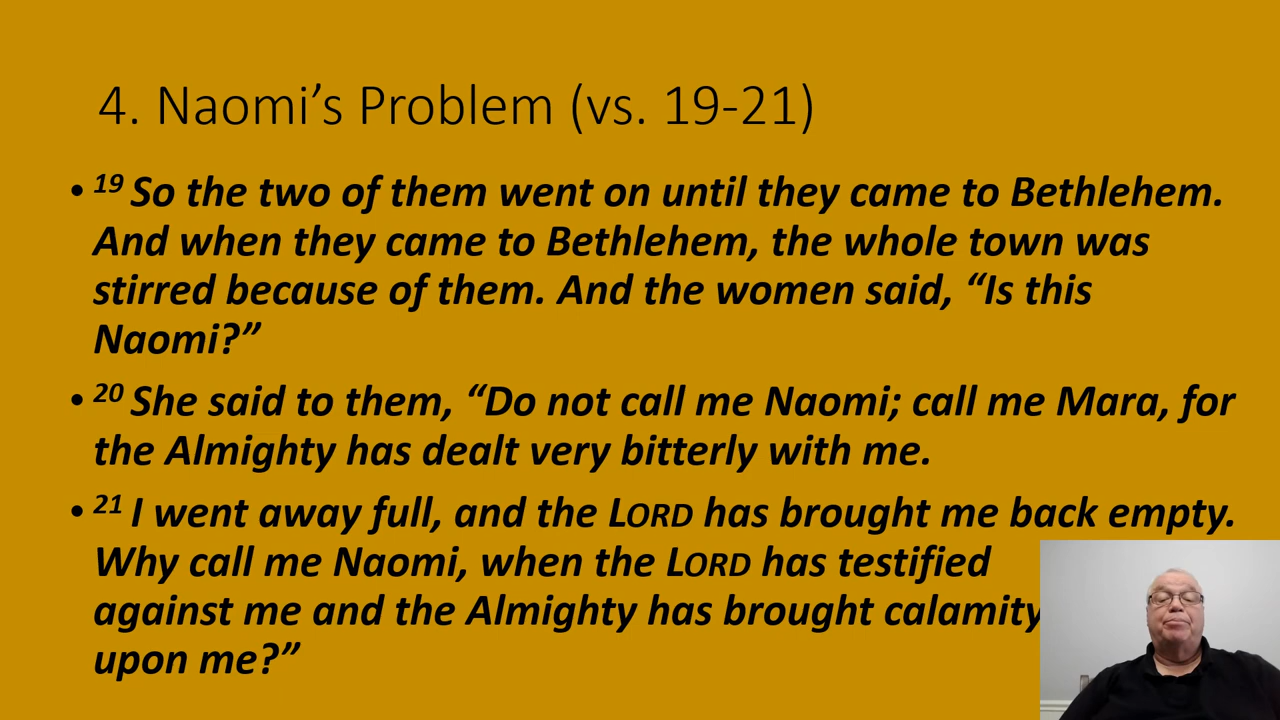 4. Naomi’s Problem (vs. 19-21)
• 19 So the two of them went on until they came to Bethlehem.
And when they came to Bethlehem, the whole town was
stirred because of them. And the women said, “Is this
Naomi?”
• 20 She said to them, “Do not call me Naomi; call me Mara, for
the Almighty has dealt very bitterly with me.
• 21 I went away full, and the LORD has brought me back empty.
Why call me Naomi, when the LORD has testified
against me and the Almighty has brought calamity
upon me?”